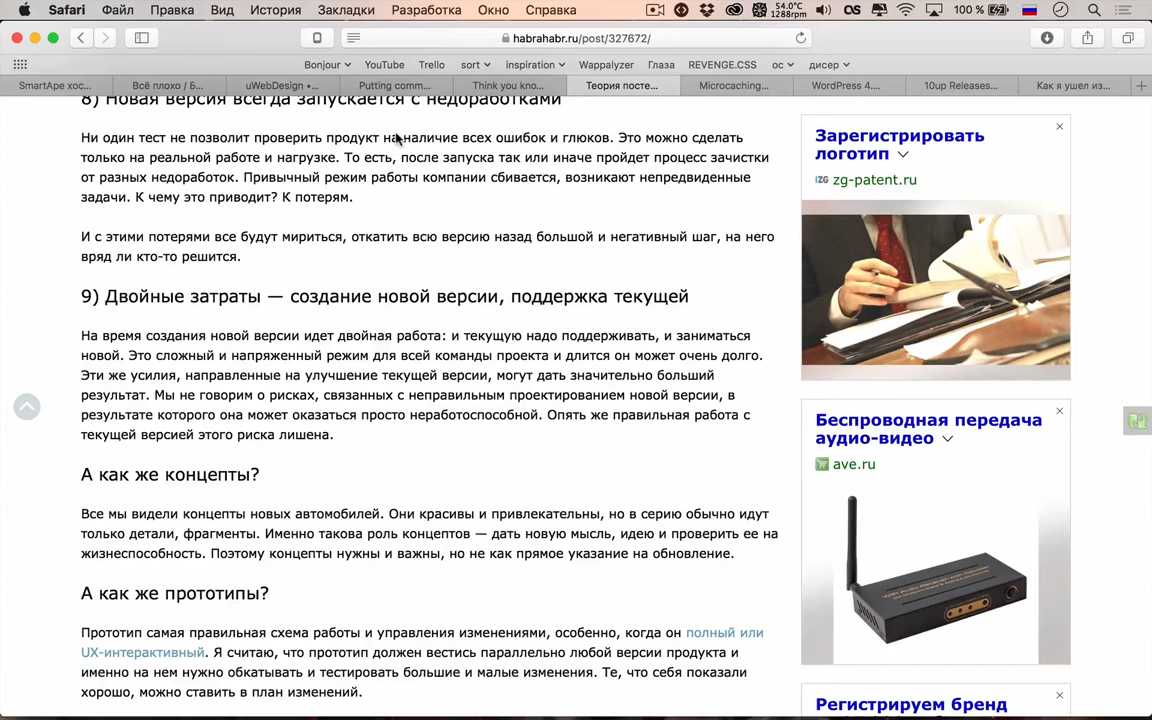 Safari Файл Правка Вид История Закладки Разработка Окно Справка 54.0°C 1288rpm 100 %
habrahabr.ru/post/327672/
Bonjour YouTube Trello sort inspiration Wappalyzer Глаза REVENGE.CSS ос дисер
SmartApe хос... Всё плохо / Б... uWebDesign •... Putting comm... Think you kno... Теория посте... Microcaching... WordPress 4.... 10up Releases... Как я ушел из...
8) Новая версия всегда запускается с недоработками
Ни один тест не позволит проверить продукт на наличие всех ошибок и глюков. Это можно сделать
только на реальной работе и нагрузке. То есть, после запуска так или иначе пройдет процесс зачистки
от разных недоработок. Привычный режим работы компании сбивается, возникают непредвиденные
задачи. К чему это приводит? К потерям.
И с этими потерями все будут мириться, откатить всю версию назад большой и негативный шаг, на него
вряд ли кто-то решится.
9) Двойные затраты — создание новой версии, поддержка текущей
На время создания новой версии идет двойная работа: и текущую надо поддерживать, и заниматься
новой. Это сложный и напряженный режим для всей команды проекта и длится он может очень долго.
Эти же усилия, направленные на улучшение текущей версии, могут дать значительно больший
результат. Мы не говорим о рисках, связанных с неправильным проектированием новой версии, в
результате которого она может оказаться просто неработоспособной. Опять же правильная работа с
текущей версией этого риска лишена.
А как же концепты?
Все мы видели концепты новых автомобилей. Они красивы и привлекательны, но в серию обычно идут
только детали, фрагменты. Именно такова роль концептов — дать новую мысль, идею и проверить ее на
жизнеспособность. Поэтому концепты нужны и важны, но не как прямое указание на обновление.
А как же прототипы?
Прототип самая правильная схема работы и управления изменениями, особенно, когда он полный или
UX-интерактивный. Я считаю, что прототип должен вестись параллельно любой версии продукта и
именно на нем нужно обкатывать и тестировать большие и малые изменения. Те, что себя показали
хорошо, можно ставить в план изменений.
Зарегистрировать
логотип
zg-patent.ru
Беспроводная передача
аудио-видео
ave.ru
Регистрируем бренд